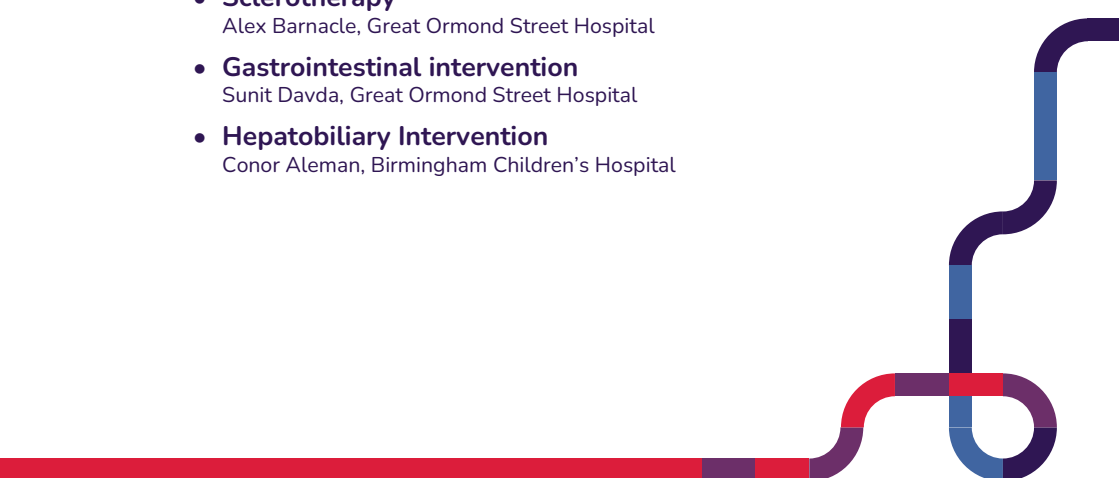 • Sclerotherapy
Alex Barnacle, Great Ormond Street Hospital
• Gastrointestinal intervention
Sunit Davda, Great Ormond Street Hospital
• Hepatobiliary Intervention
Conor Aleman, Birmingham Children’s Hospital